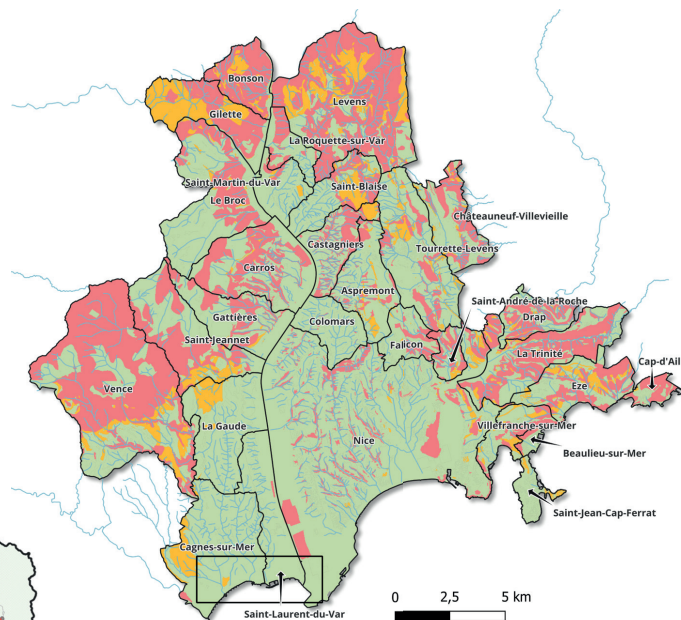 Bonson
Levens
Gilette
La Roquette-sur-Var
Saint-Martin-du-Var
Saint-Blaise
Le Broc
Châteauneuf-Villevieille
Castagniers
Tourrette-Levens
Carros
Aspremont
Saint-André-de-la-Roche
Gattières
Colomars
Drap
Saint-Jeannet
Falicon
La Trinité
Cap-d'Ail
Vence
Eze
La Gaude
Nice
Villefranche-sur-Mer
Beaulieu-sur-Mer
Saint-Jean-Cap-Ferrat
Cagnes-sur-Mer
Saint-Laurent-du-Var
0 2,5 5 km